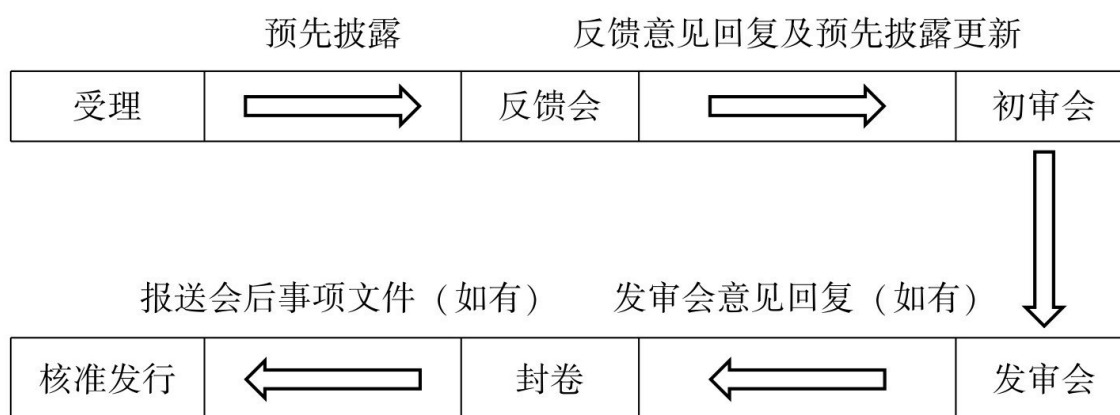 预先披露 反馈意见回复及预先披露更新
受理 反馈会 初审会
报送会后事项文件（如有） 发审会意见回复（如有）
核准发行 封卷 发审会